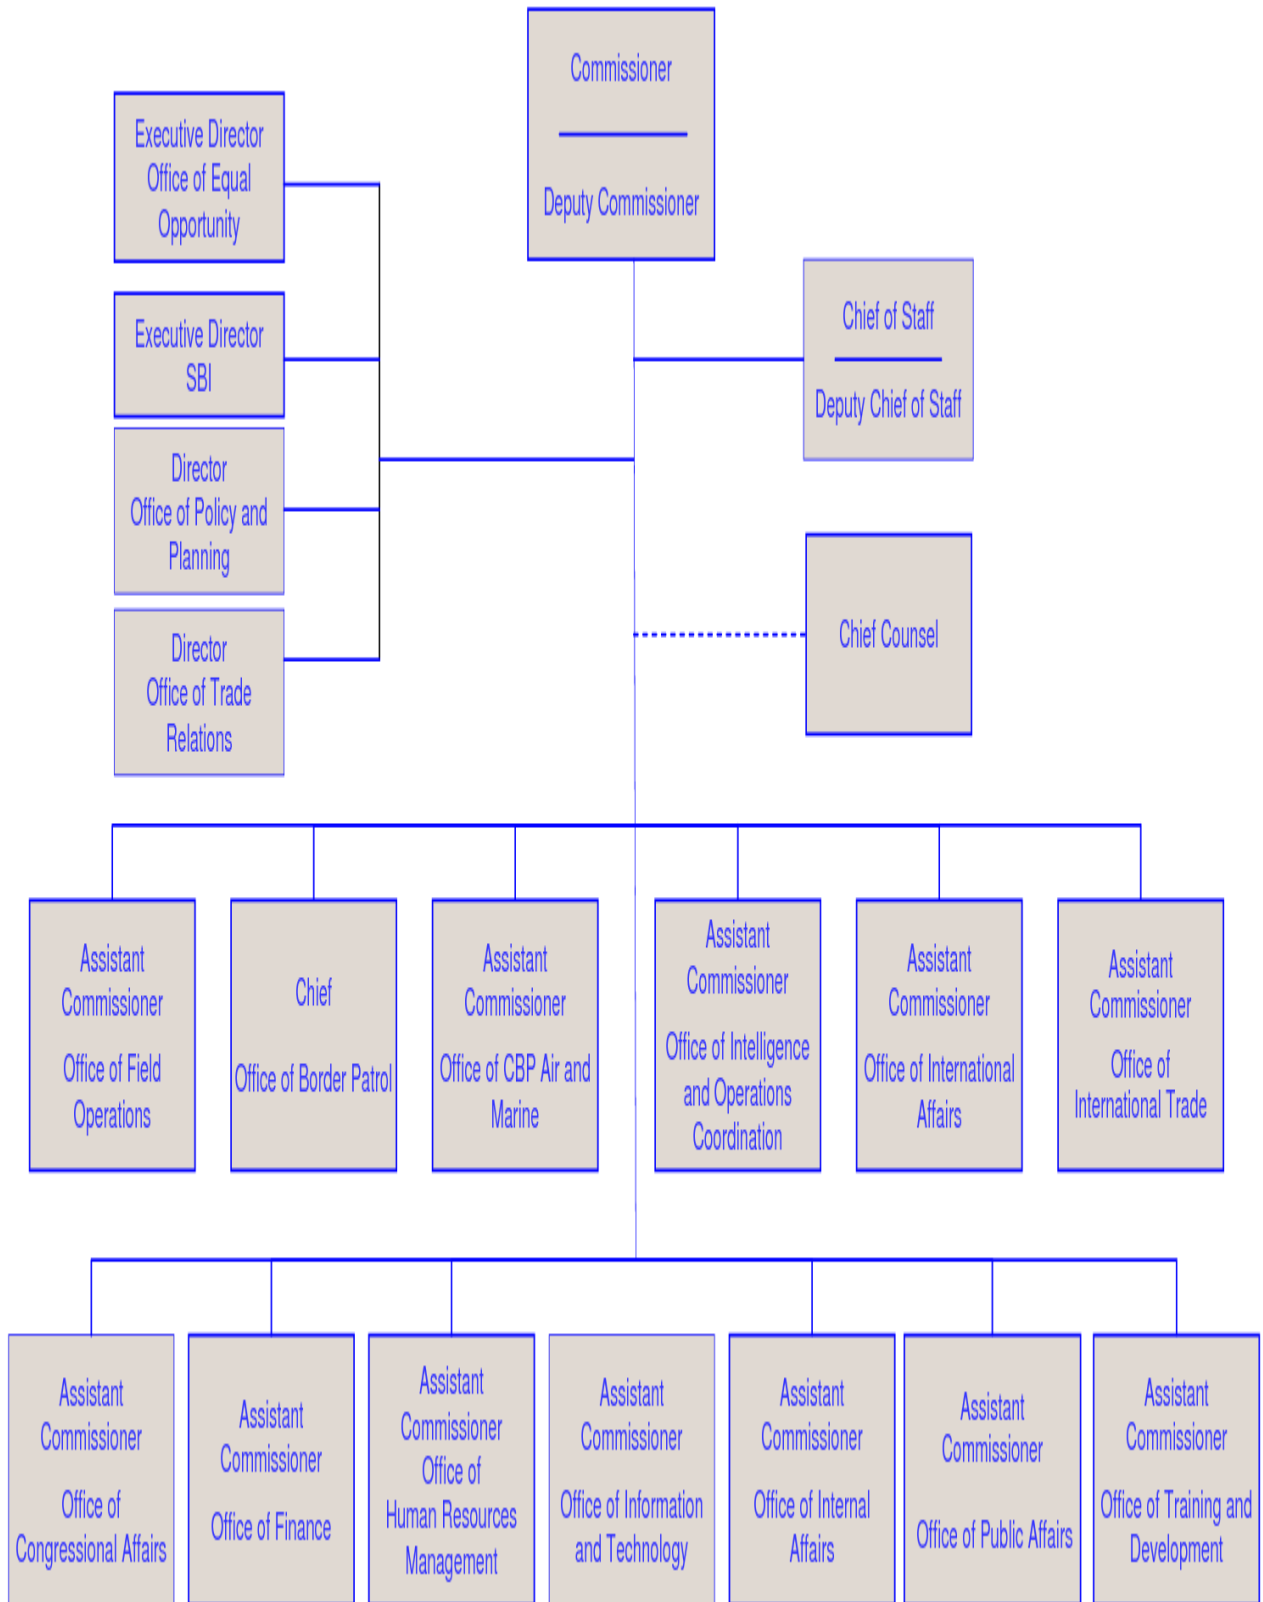 Commissioner
Deputy Commissioner
Executive Director
Office of Equal
Opportunity
Executive Director
SBI
Director
Office of Policy and
Planning
Director
Office of Trade
Relations
Chief of Staff
Deputy Chief of Staff
Chief Counsel
Assistant
Commissioner
Office of Field
Operations
Chief
Office of Border Patrol
Assistant
Commissioner
Office of CBP Air and
Marine
Assistant
Commissioner
Office of Intelligence
and Operations
Coordination
Assistant
Commissioner
Office of International
Affairs
Assistant
Commissioner
Office of
International Trade
Assistant
Commissioner
Office of
Congressional Affairs
Assistant
Commissioner
Office of Finance
Assistant
Commissioner
Office of
Human Resources
Management
Assistant
Commissioner
Office of Information
and Technology
Assistant
Commissioner
Office of Internal
Affairs
Assistant
Commissioner
Office of Public Affairs
Assistant
Commissioner
Office of Training and
Development